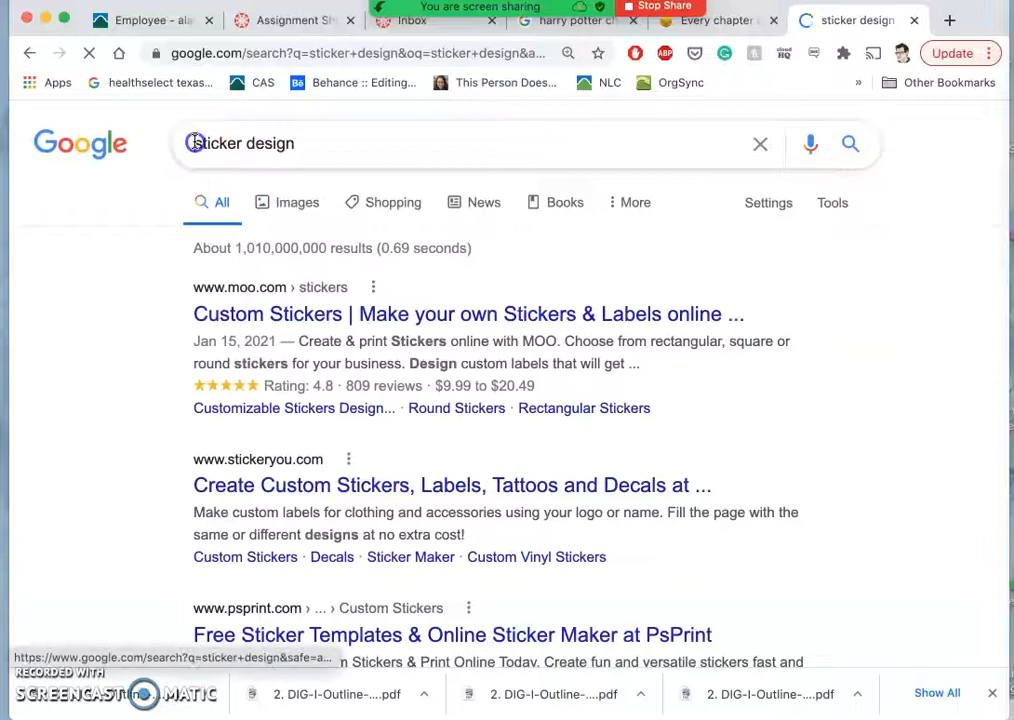 You are screen sharing
Stop Share
Employee - ala
Assignment Sh
Inbox
harry potter cl
Every chapter i
sticker design
google.com/search?q=sticker+design&oq=sticker+design&a...
Update
Apps
healthselect texas...
CAS
Behance :: Editing...
This Person Does...
NLC
OrgSync
»
Other Bookmarks
Google
sticker design
All
Images
Shopping
News
Books
More
Settings
Tools
About 1,010,000,000 results (0.69 seconds)
www.moo.com › stickers
Custom Stickers | Make your own Stickers & Labels online ...
Jan 15, 2021 — Create & print Stickers online with MOO. Choose from rectangular, square or
round stickers for your business. Design custom labels that will get ...
Rating: 4.8 · 809 reviews · $9.99 to $20.49
Customizable Stickers Design... · Round Stickers · Rectangular Stickers
www.stickeryou.com
Create Custom Stickers, Labels, Tattoos and Decals at ...
Make custom labels for clothing and accessories using your logo or name. Fill the page with the
same or different designs at no extra cost!
Custom Stickers · Decals · Sticker Maker · Custom Vinyl Stickers
www.psprint.com › ... › Custom Stickers
Free Sticker Templates & Online Sticker Maker at PsPrint
Stickers & Print Online Today. Create fun and versatile stickers fast and
https://www.google.com/search?q=sticker+design&safe=a...
RECORDED WITH
SCREENCAST MATIC
2. DIG-I-Outline-....pdf
2. DIG-I-Outline-....pdf
2. DIG-I-Outline-....pdf
Show All